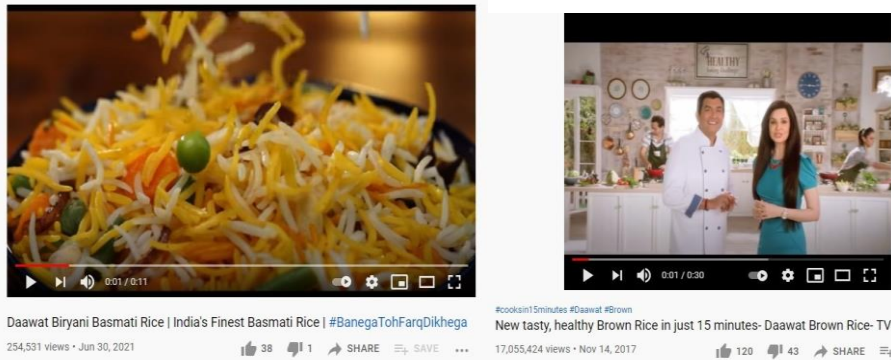 0:01 / 0:11
Daawat Biryani Basmati Rice | India's Finest Basmati Rice | #BanegaTohFarqDikhega
254,531 views • Jun 30, 2021
38 1 SHARE SAVE
HEALTHY
0:01 / 0:30
#cooksin15minutes #Daawat #Brown
New tasty, healthy Brown Rice in just 15 minutes- Daawat Brown Rice- TV
17,055,424 views • Nov 14, 2017
120 43 SHARE